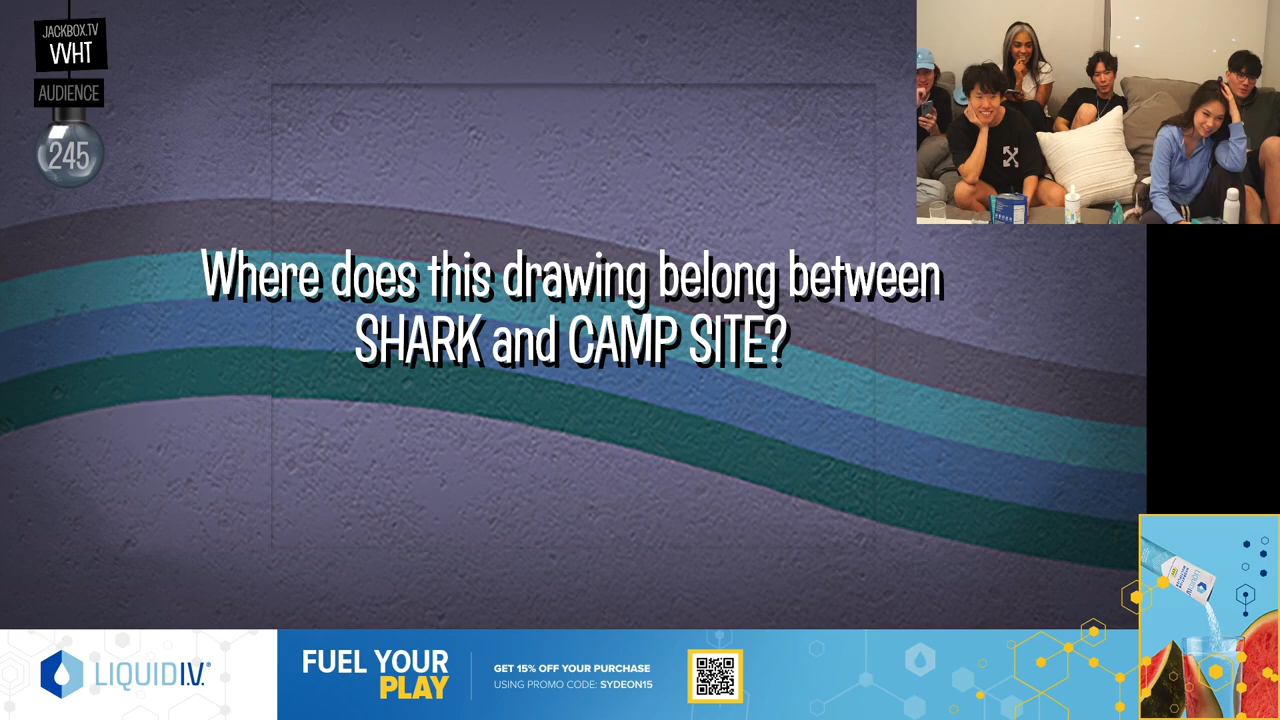 JACKBOX.TV
VVHT
AUDIENCE
245
Where does this drawing belong between
SHARK and CAMP SITE?
LIQUID I.V.
FUEL YOUR
PLAY
GET 15% OFF YOUR PURCHASE
USING PROMO CODE: SYDEON15
LIQUID I.V.